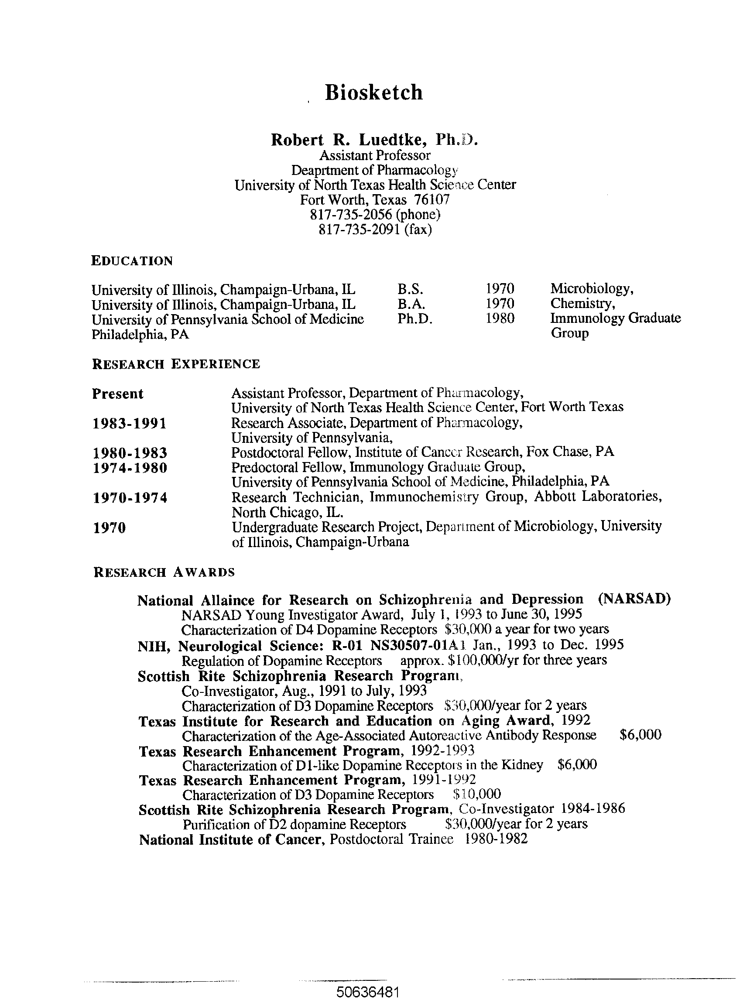 Biosketch
Robert R. Luedtke, Ph.D.
Assistant Professor
Deaprtment of Pharmacology
University of North Texas Health Science Center
Fort Worth, Texas 76107
817-735-2056 (phone)
817-735-2091 (fax)
EDUCATION
University of Illinois, Champaign-Urbana, IL B.S. 1970 Microbiology,
University of Illinois, Champaign-Urbana, IL B.A. 1970 Chemistry,
University of Pennsylvania School of Medicine Ph.D. 1980 Immunology Graduate
Philadelphia, PA Group
RESEARCH EXPERIENCE
Present Assistant Professor, Department of Pharmacology,
University of North Texas Health Science Center, Fort Worth Texas
1983-1991 Research Associate, Department of Pharmacology,
University of Pennsylvania,
1980-1983 Postdoctoral Fellow, Institute of Cancer Research, Fox Chase, PA
1974-1980 Predoctoral Fellow, Immunology Graduate Group,
University of Pennsylvania School of Medicine, Philadelphia, PA
1970-1974 Research Technician, Immunochemistry Group, Abbott Laboratories,
North Chicago, IL.
1970 Undergraduate Research Project, Department of Microbiology, University
of Illinois, Champaign-Urbana
RESEARCH AWARDS
National Allaince for Research on Schizophrenia and Depression (NARSAD)
NARSAD Young Investigator Award, July 1, 1993 to June 30, 1995
Characterization of D4 Dopamine Receptors $30,000 a year for two years
NIH, Neurological Science: R-01 NS30507-01A1 Jan., 1993 to Dec. 1995
Regulation of Dopamine Receptors approx. $100,000/yr for three years
Scottish Rite Schizophrenia Research Program,
Co-Investigator, Aug., 1991 to July, 1993
Characterization of D3 Dopamine Receptors $30,000/year for 2 years
Texas Institute for Research and Education on Aging Award, 1992
Characterization of the Age-Associated Autoreactive Antibody Response $6,000
Texas Research Enhancement Program, 1992-1993
Characterization of D1-like Dopamine Receptors in the Kidney $6,000
Texas Research Enhancement Program, 1991-1992
Characterization of D3 Dopamine Receptors $10,000
Scottish Rite Schizophrenia Research Program, Co-Investigator 1984-1986
Purification of D2 dopamine Receptors $30,000/year for 2 years
National Institute of Cancer, Postdoctoral Trainee 1980-1982
50636481